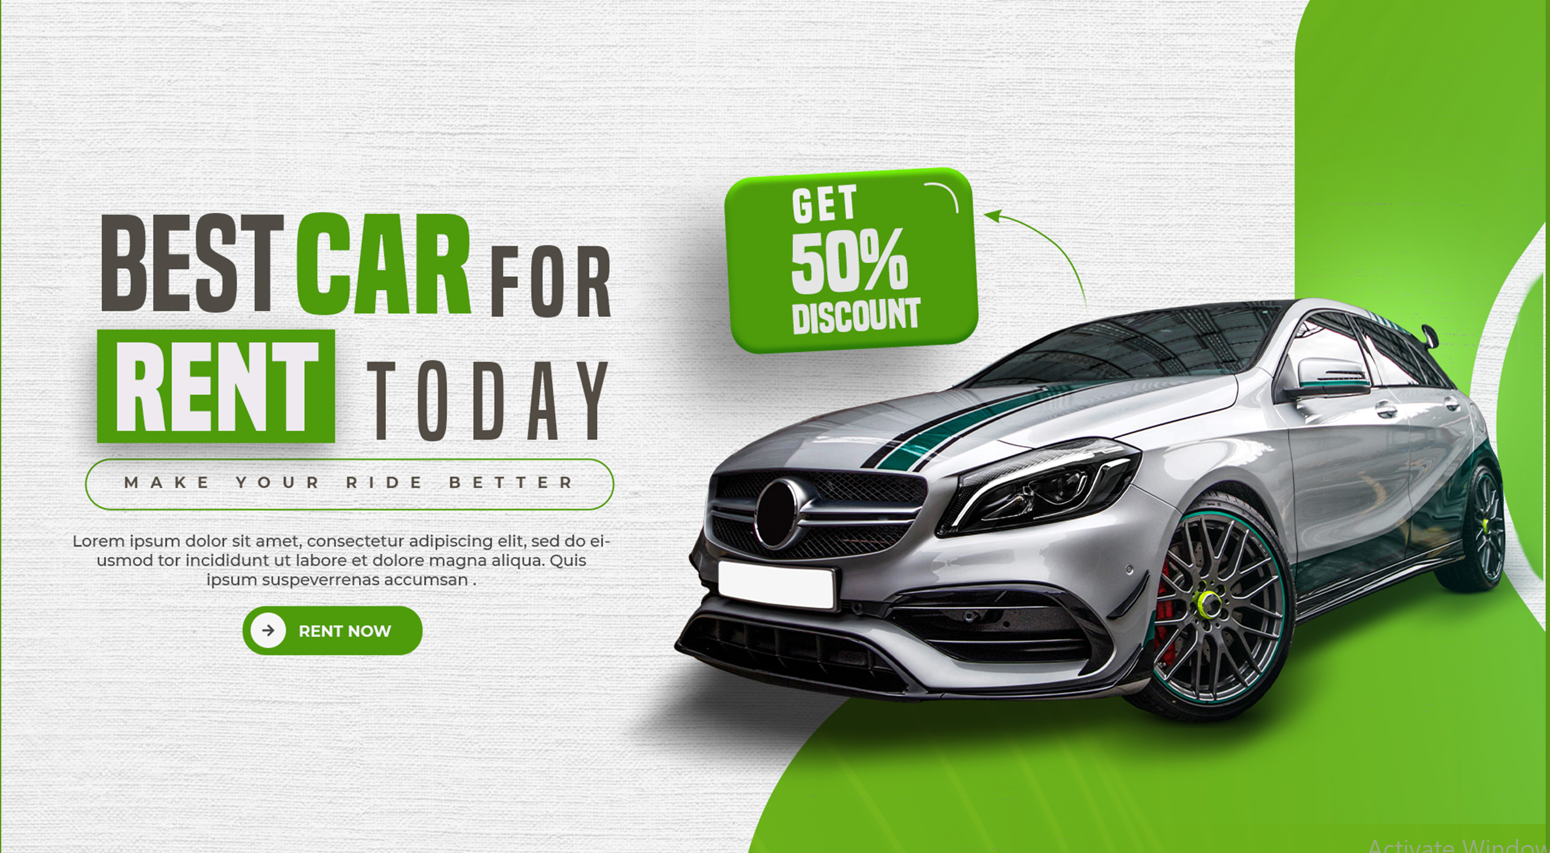 BEST CAR FOR
RENT TODAY
MAKE YOUR RIDE BETTER
Lorem ipsum dolor sit amet, consectetur adipiscing elit, sed do ei-
usmod tor incididunt ut labore et dolore magna aliqua. Quis
ipsum suspeverrenas accumsan .
RENT NOW
GET
50%
DISCOUNT
Activate Window